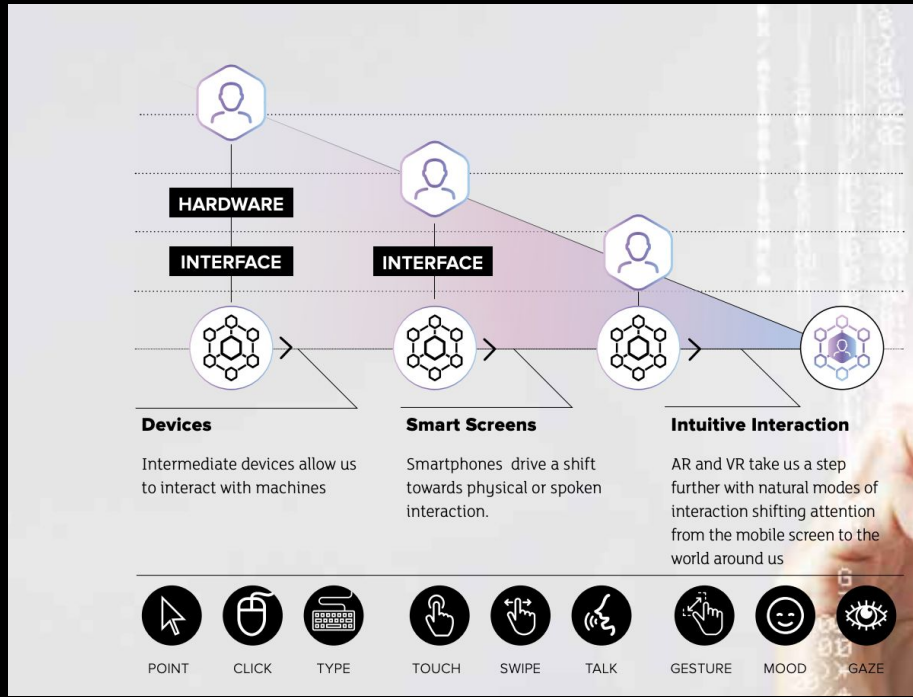 HARDWARE
INTERFACE
INTERFACE
Devices
Intermediate devices allow us
to interact with machines
Smart Screens
Smartphones drive a shift
towards physical or spoken
interaction.
Intuitive Interaction
AR and VR take us a step
further with natural modes of
interaction shifting attention
from the mobile screen to the
world around us
POINT
CLICK
TYPE
TOUCH
SWIPE
TALK
GESTURE
MOOD
GAZE